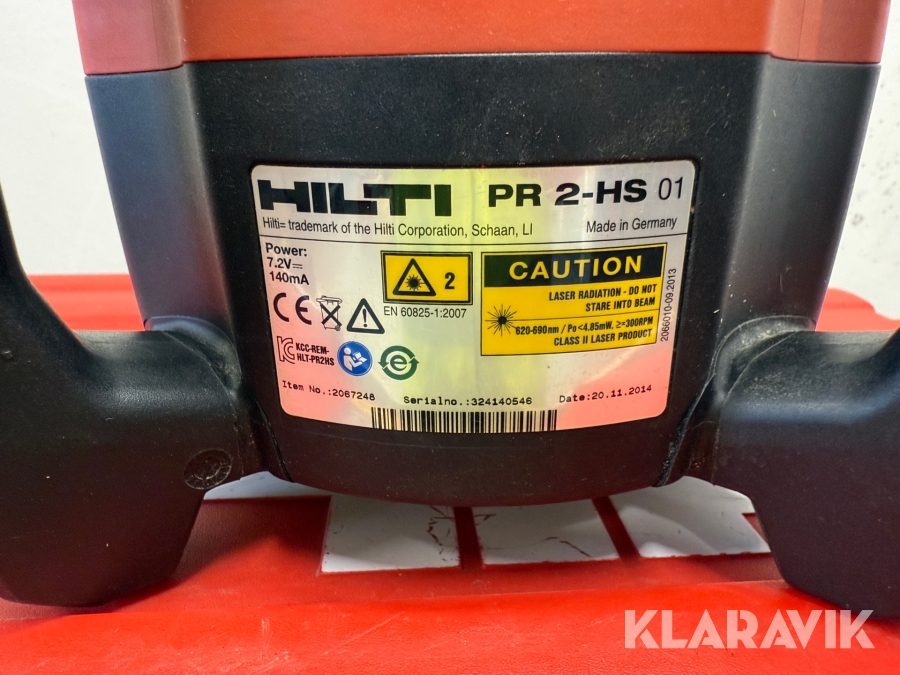 HILTI PR 2-HS 01
Hilti= trademark of the Hilti Corporation, Schaan, LI Made in Germany
Power:
7.2V
140mA
2
EN 60825-1:2007
CAUTION
LASER RADIATION - DO NOT
STARE INTO BEAM
620-690nm / Po <4.85mW, ≥=300RPM
CLASS II LASER PRODUCT
2066010-09.2013
CE
KCC-REM-
HLT-PR2HS
e
Item No.:2067248 Serialno.:324140546 Date:20.11.2014
KLARAVIK